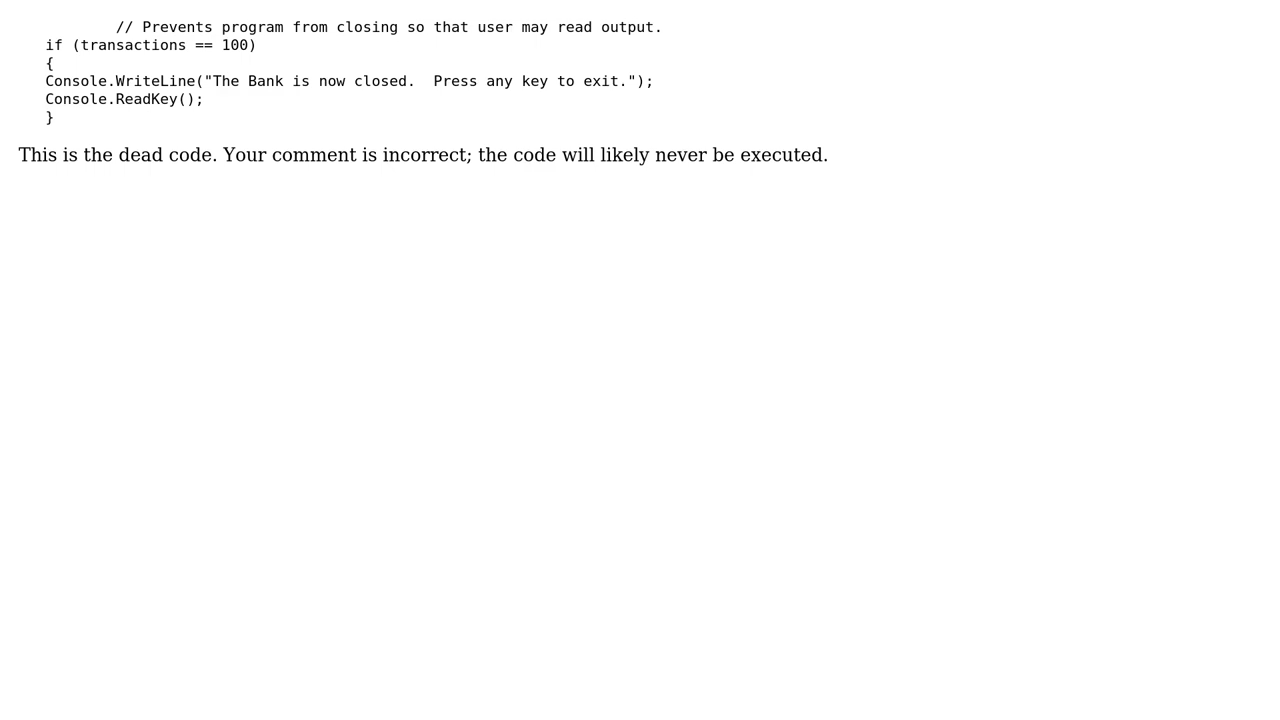 // Prevents program from closing so that user may read output.
if (transactions == 100)
{
Console.WriteLine("The Bank is now closed.  Press any key to exit.");
Console.ReadKey();
}
This is the dead code. Your comment is incorrect; the code will likely never be executed.